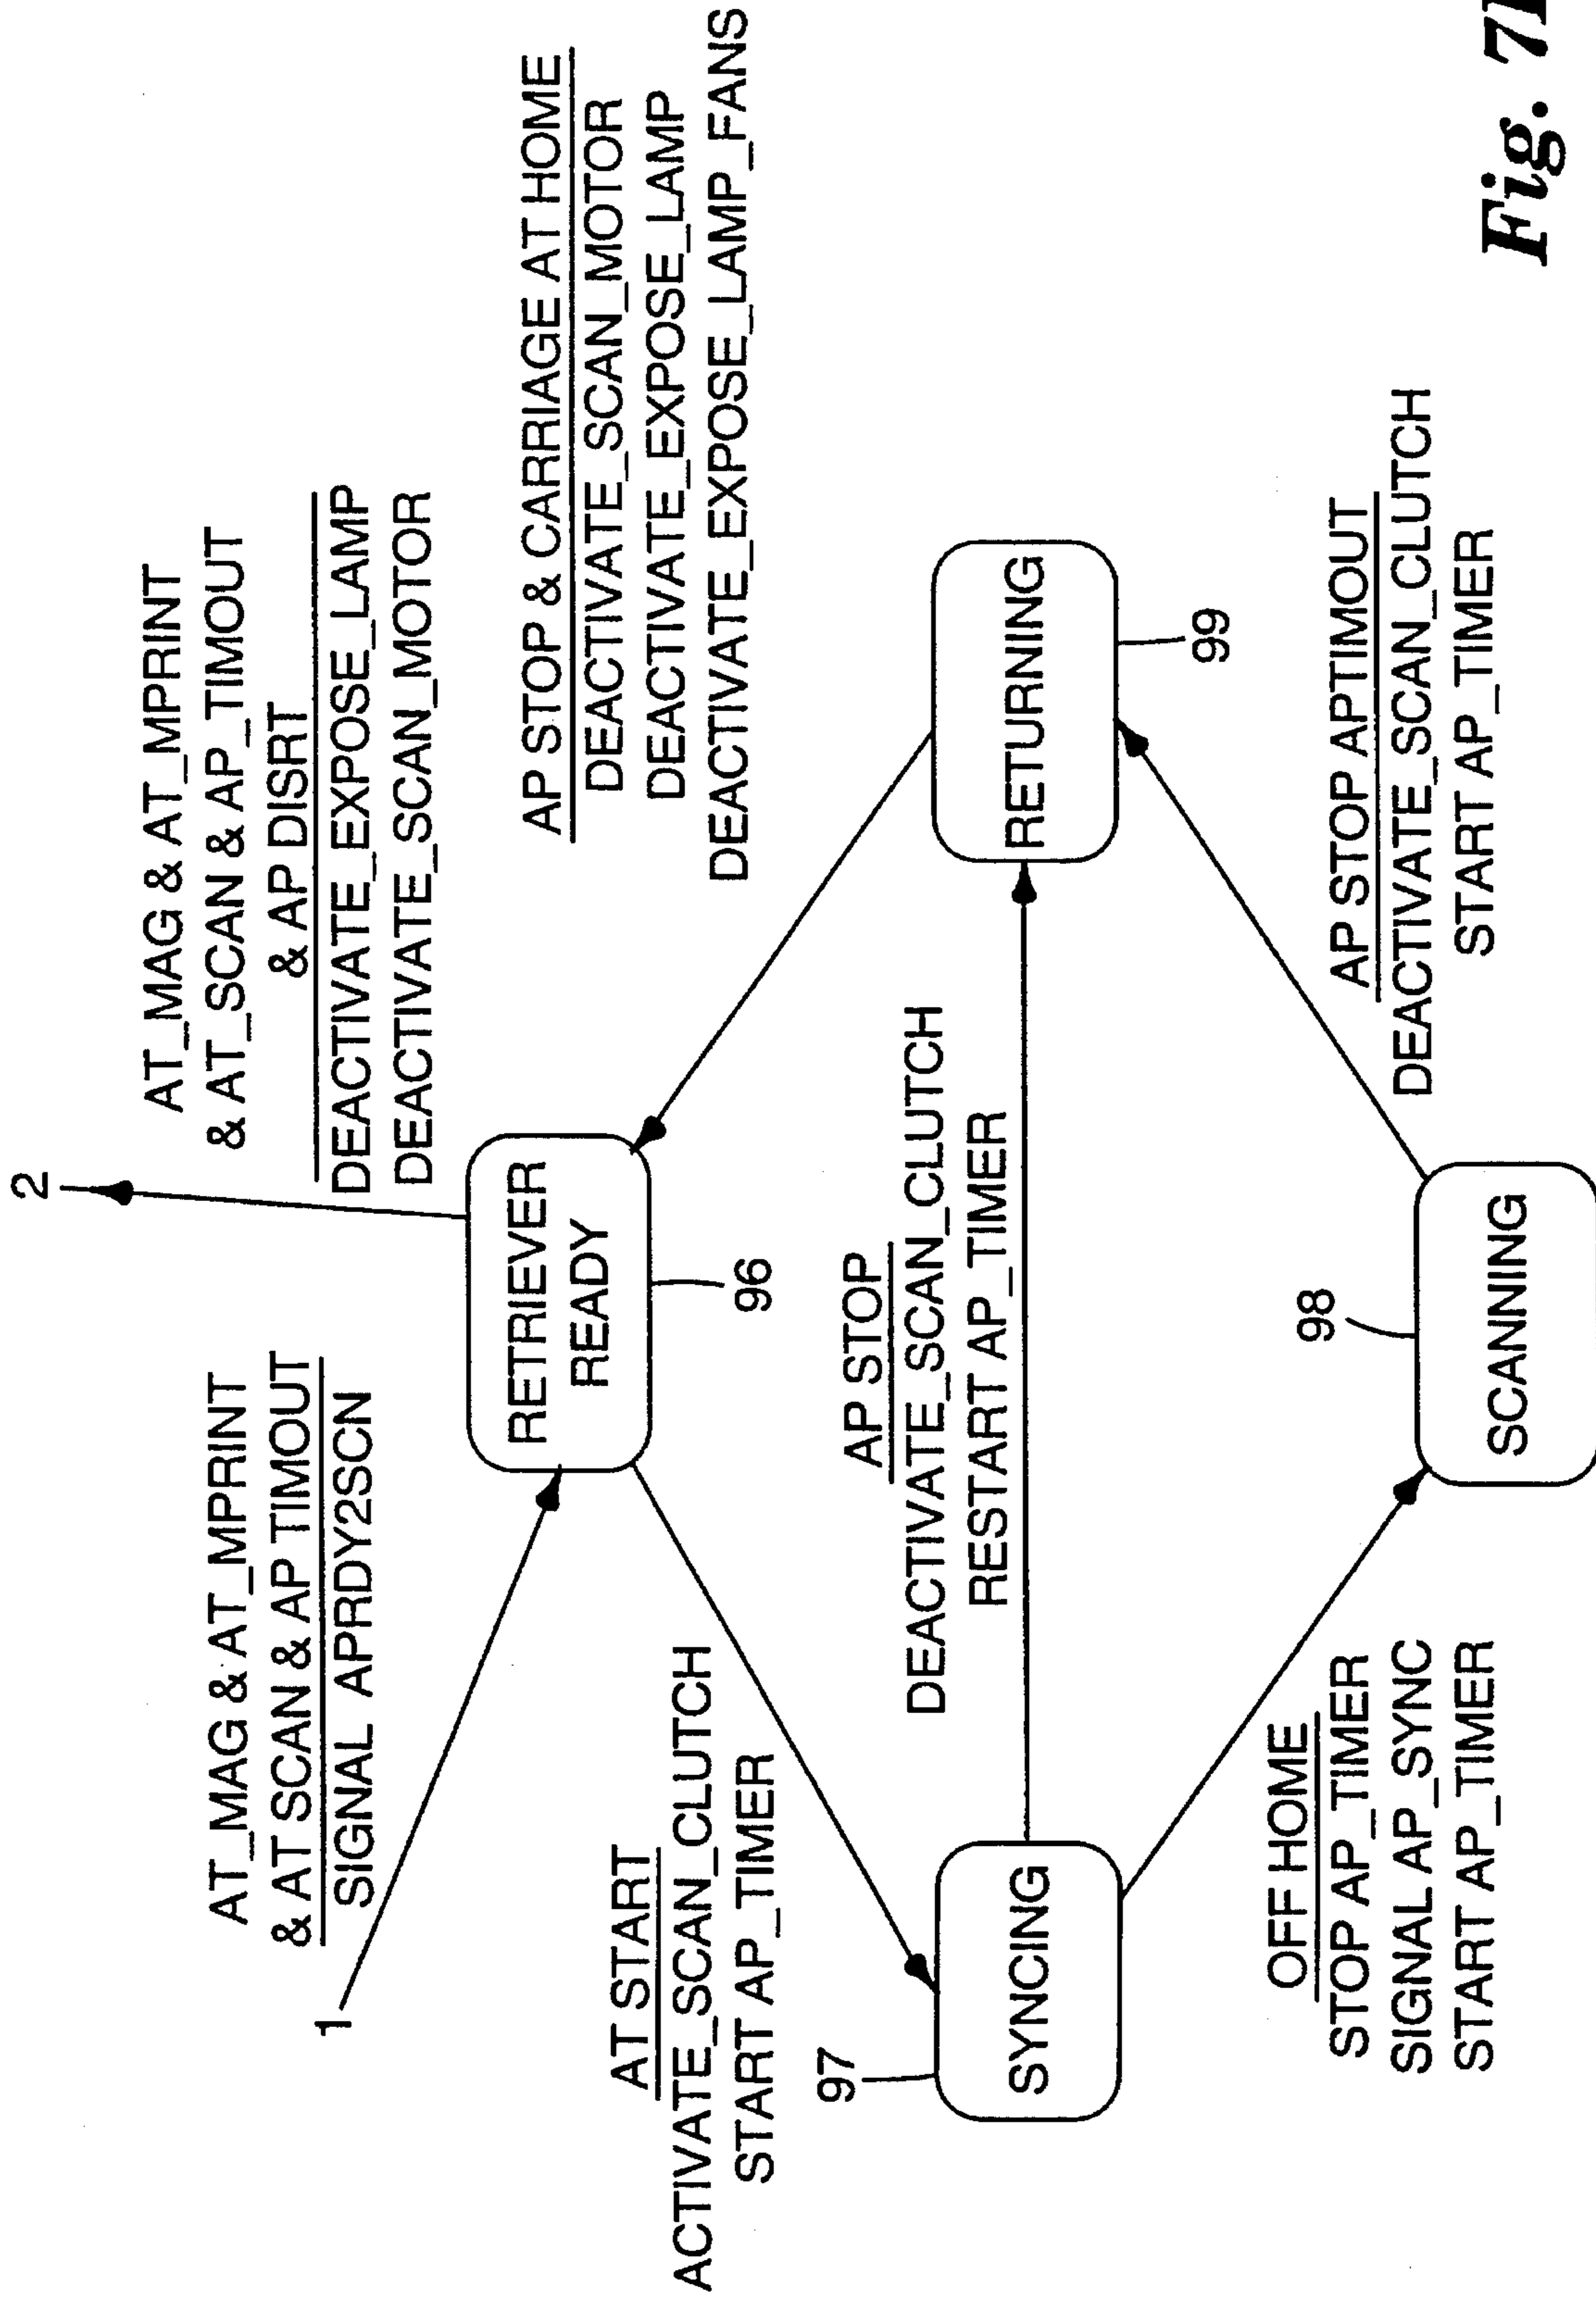 2
AT_MAG & AT_MPRINT
& AT_SCAN & AP_TIMOUT
& AP DISRT
DEACTIVATE_EXPOSE_LAMP
DEACTIVATE_SCAN_MOTOR
AT_MAG & AT_MPRINT
& AT SCAN & AP TIMOUT
SIGNAL APRDY2SCN
1
RETRIEVER
READY
96
AP STOP & CARRIAGE AT HOME
DEACTIVATE_SCAN_MOTOR
DEACTIVATE_EXPOSE_LAMP
DEACTIVATE_EXPOSE_LAMP_FANS
AT START
ACTIVATE_SCAN_CLUTCH
START AP_TIMER
97
SYNCING
AP STOP
DEACTIVATE_SCAN_CLUTCH
RESTART AP_TIMER
RETURNING
99
OFF HOME
STOP AP_TIMER
SIGNAL AP_SYNC
START AP_TIMER
98
SCANNING
AP STOP APTIMOUT
DEACTIVATE_SCAN_CLUTCH
START AP_TIMER
Fig.